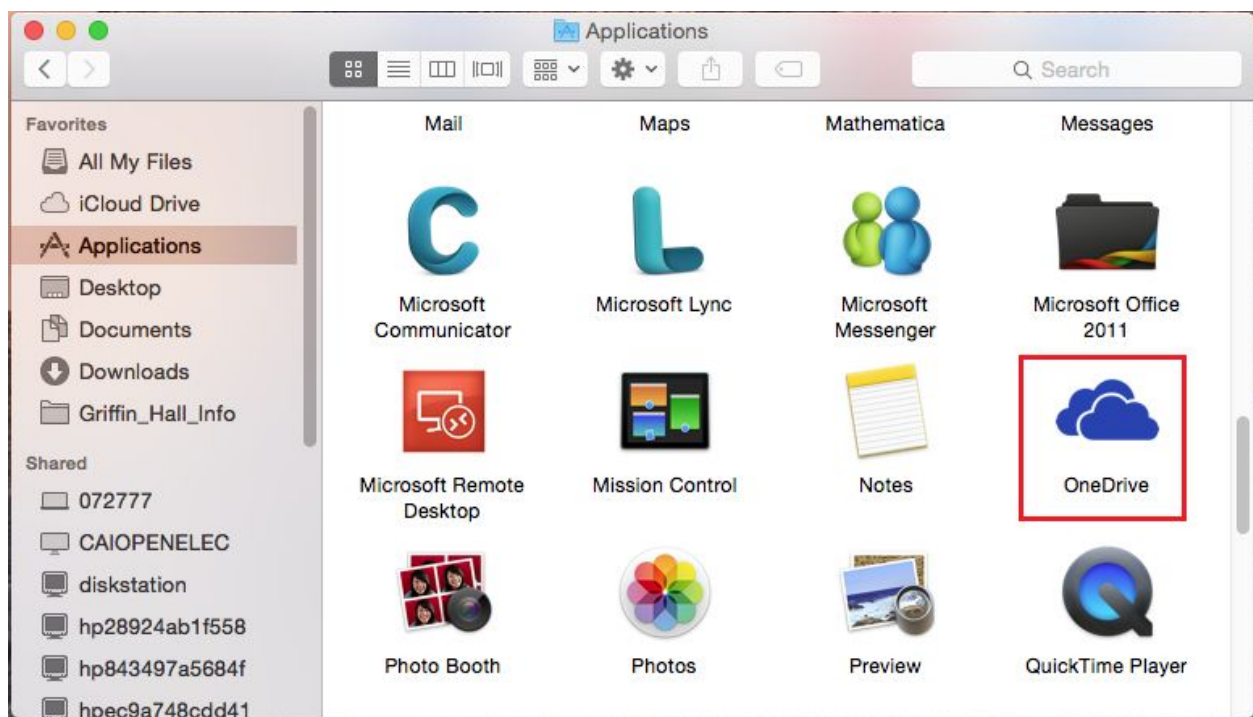 Applications
Search
Favorites
All My Files
iCloud Drive
Applications
Desktop
Documents
Downloads
Griffin_Hall_Info
Shared
072777
CAIOPENELEC
diskstation
hp28924ab1f558
hp843497a5684f
hpec9a748cdd41
Mail
Maps
Mathematica
Messages
Microsoft
Communicator
Microsoft Lync
Microsoft
Messenger
Microsoft Office
2011
Microsoft Remote
Desktop
Mission Control
Notes
OneDrive
Photo Booth
Photos
Preview
QuickTime Player